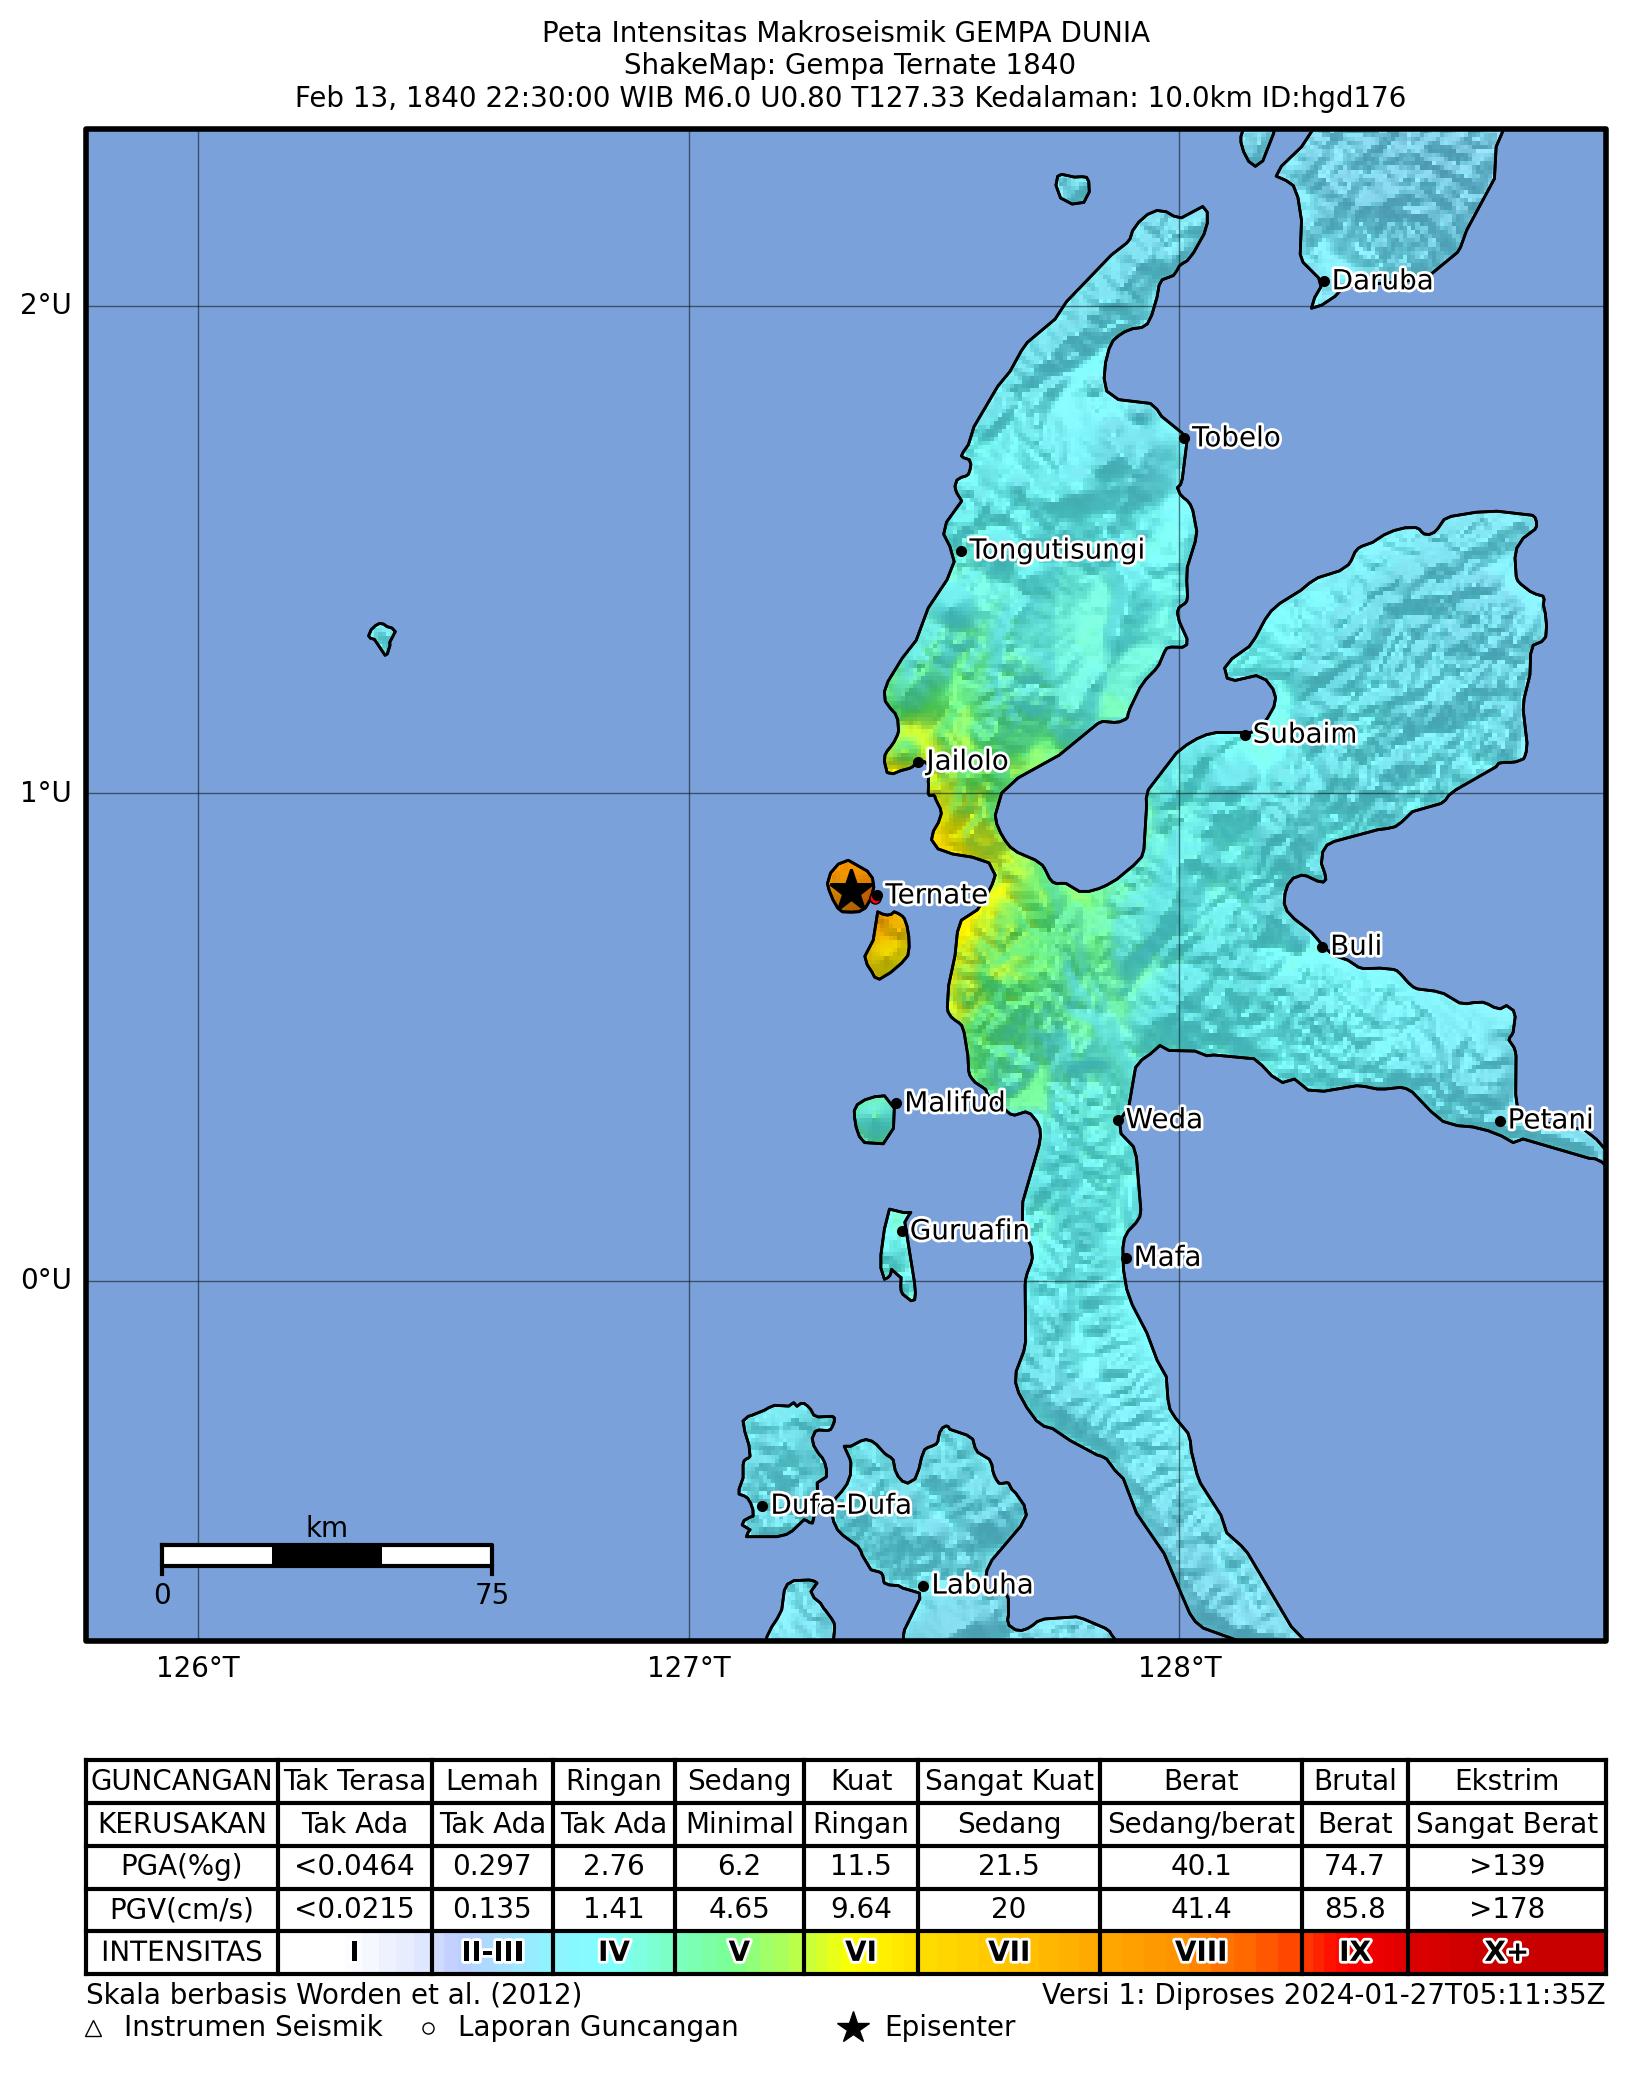 Peta Intensitas Makroseismik GEMPA DUNIA
ShakeMap: Gempa Ternate 1840
Feb 13, 1840 22:30:00 WIB M6.0 U0.80 T127.33 Kedalaman: 10.0km ID:hgd176
Daruba
2°U
Tobelo
Tongutisungi
Subaim
Jailolo
1°U
Ternate
Buli
Malifud
Weda
Petani
Guruafin
Mafa
0°U
Dufa-Dufa
km
Labuha
0 75
126°T 127°T 128°T
GUNCANGAN Tak Terasa Lemah Ringan Sedang Kuat Sangat Kuat Berat Brutal Ekstrim
KERUSAKAN Tak Ada Tak Ada Tak Ada Minimal Ringan Sedang Sedang/berat Berat Sangat Berat
PGA(%g) <0.0464 0.297 2.76 6.2 11.5 21.5 40.1 74.7 >139
PGV(cm/s) <0.0215 0.135 1.41 4.65 9.64 20 41.4 85.8 >178
INTENSITAS I II-III IV V VI VII VIII IX X+
Skala berbasis Worden et al. (2012) Versi 1: Diproses 2024-01-27T05:11:35Z
△ Instrumen Seismik ○ Laporan Guncangan ★ Episenter